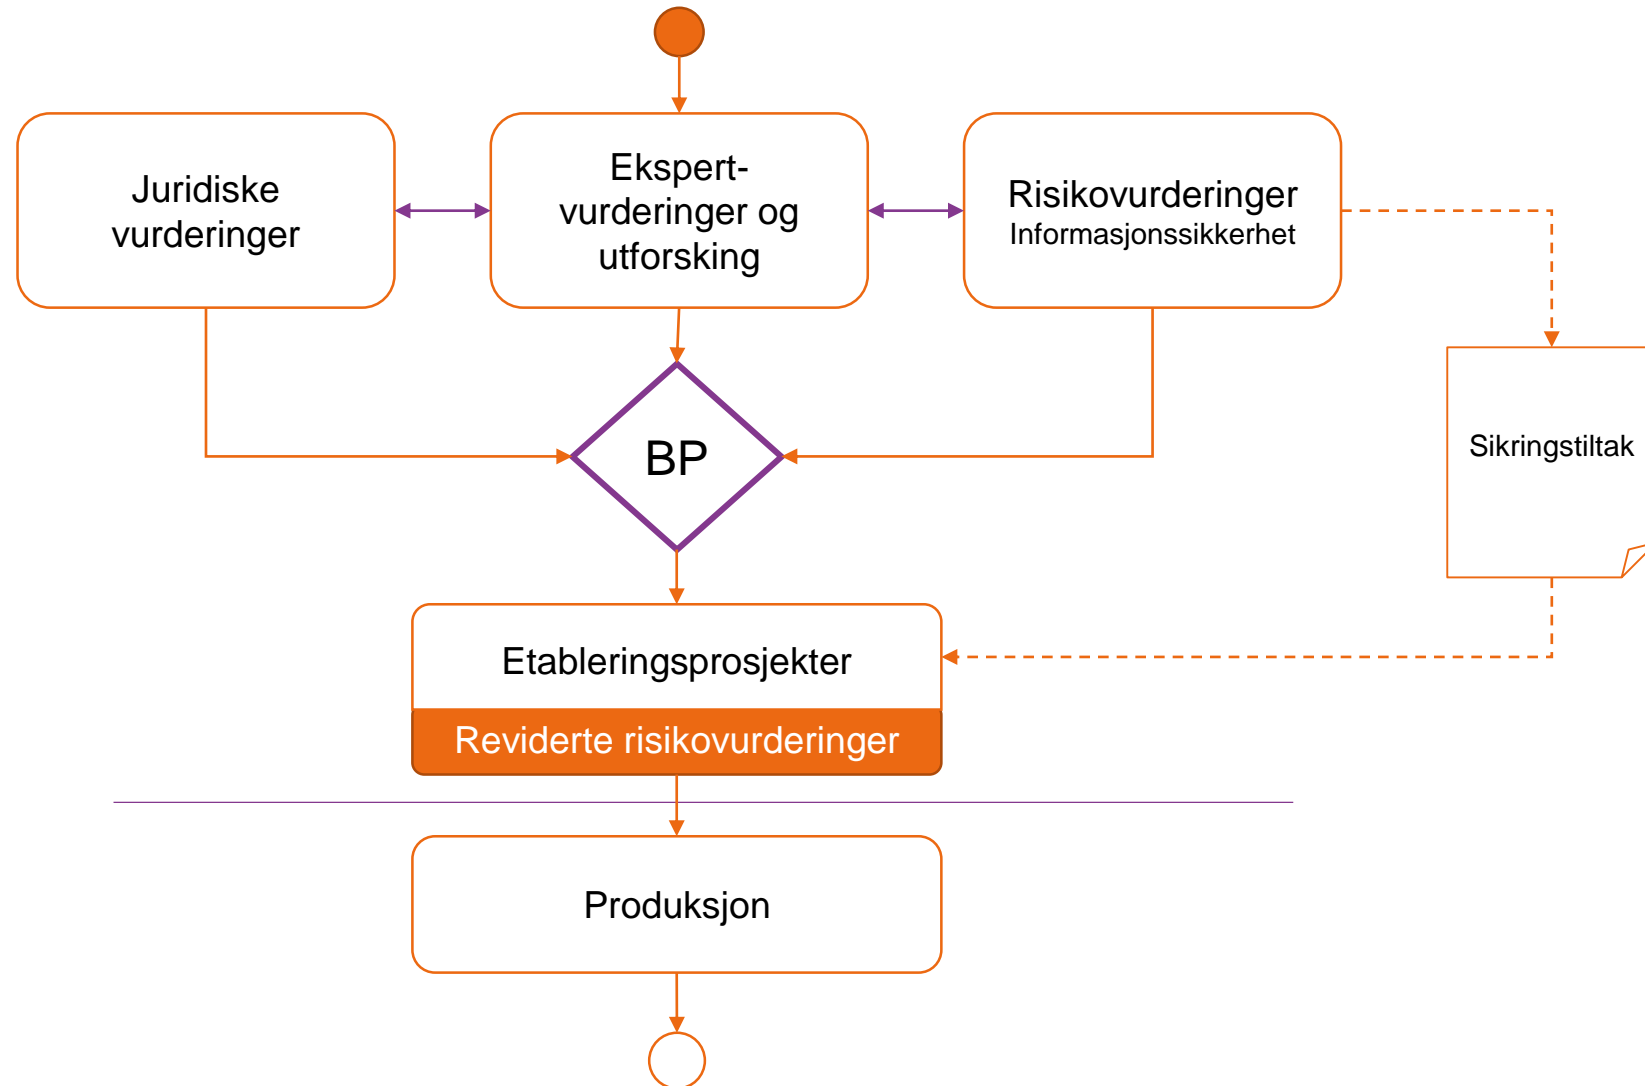 Juridiske
vurderinger
Ekspert-
vurderinger og
utforsking
Risikovurderinger
Informasjonssikkerhet
BP
Sikringstiltak
Etableringsprosjekter
Reviderte risikovurderinger
Produksjon